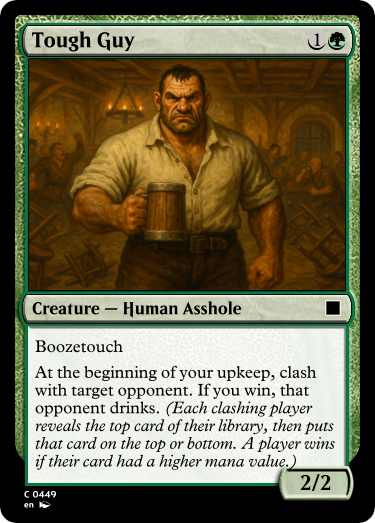 Tough Guy 1
Creature — Human Asshole
Boozetouch
At the beginning of your upkeep, clash
with target opponent. If you win, that
opponent drinks. (Each clashing player
reveals the top card of their library, then puts
that card on the top or bottom. A player wins
if their card had a higher mana value.)
2/2
C 0449
en